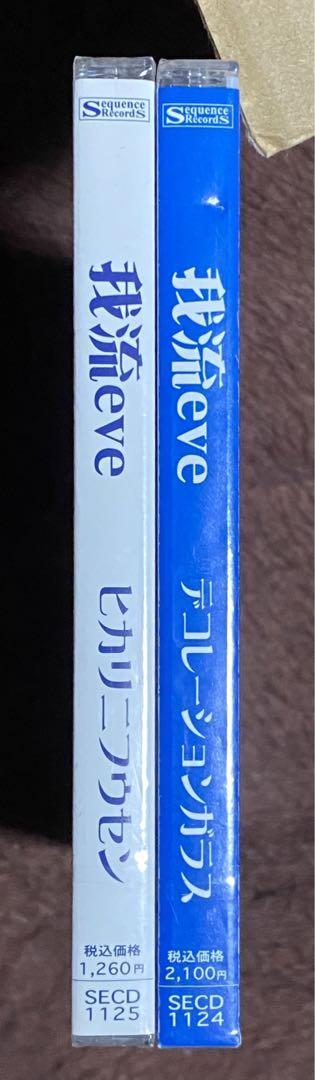 Sequence
Records
我流eve
ヒカリニフウセン
税込価格
1,260円
SECD
1125
Sequence
Records
我流eve
デコレーションガラス
税込価格
2,100円
SECD
1124